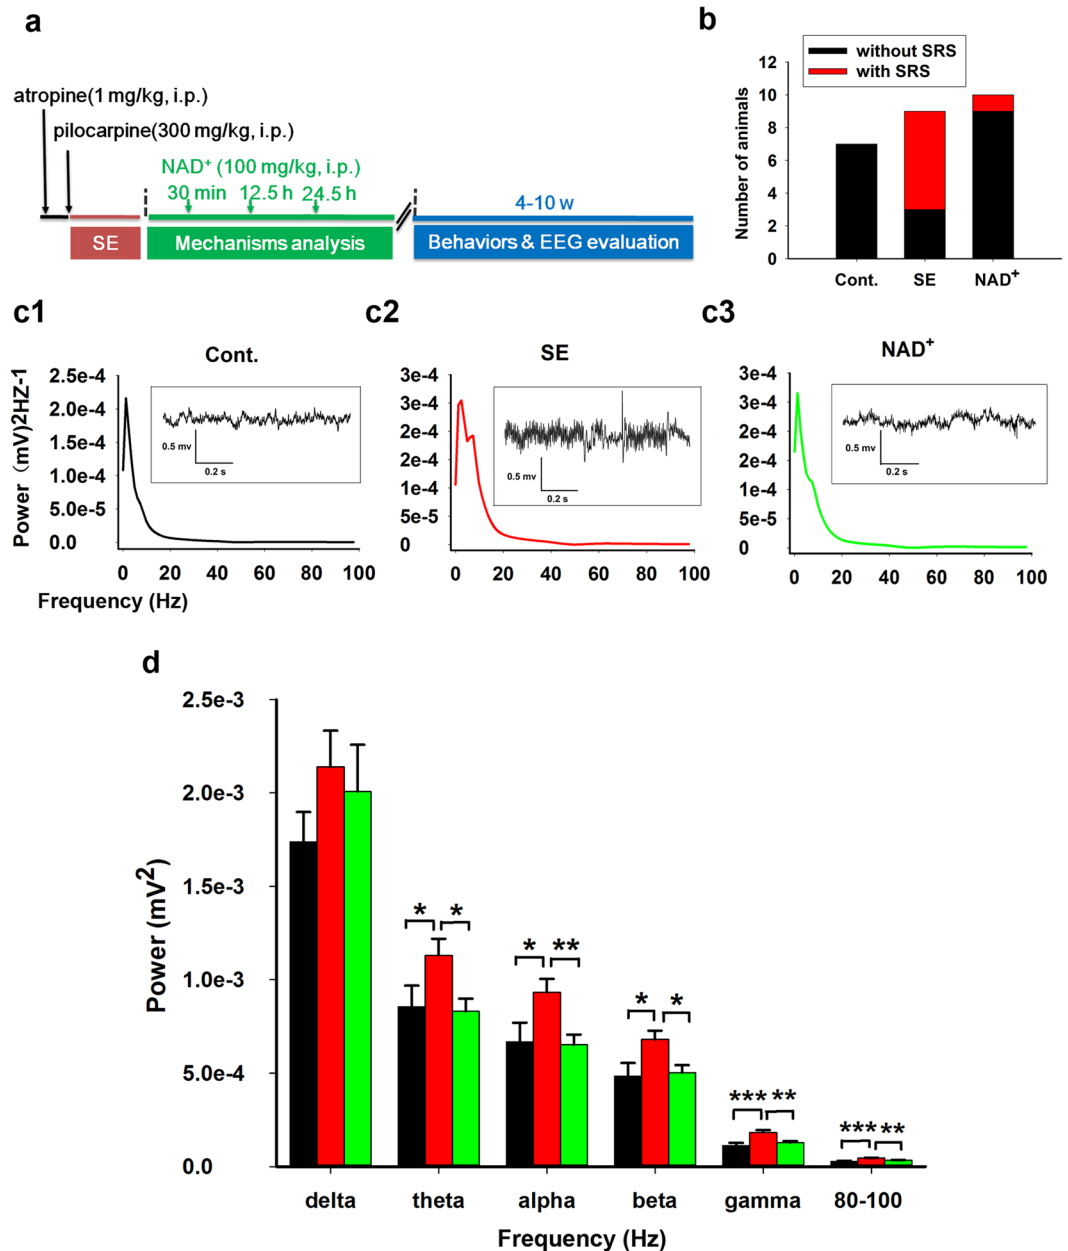 a
atropine(1 mg/kg, i.p.)
pilocarpine(300 mg/kg, i.p.)
NAD+ (100 mg/kg, i.p.)
30 min 12.5 h 24.5 h
4-10 w
SE Mechanisms analysis Behaviors & EEG evaluation
b
without SRS
with SRS
Number of animals
12
10
8
6
4
2
0
Cont. SE NAD+
c1
Cont.
Power (mV)2HZ-1
2.5e-4
2.0e-4
1.5e-4
1.0e-4
5.0e-5
0.0
0.5 mv
0.2 s
0 20 40 60 80 100
Frequency (Hz)
c2
SE
3e-4
3e-4
2e-4
2e-4
1e-4
5e-5
0
0.5 mv
0.2 s
0 20 40 60 80 100
c3
NAD+
3e-4
3e-4
2e-4
2e-4
1e-4
5e-5
0
0.5 mv
0.2 s
0 20 40 60 80 100
d
Power (mV2)
2.5e-3
2.0e-3
1.5e-3
1.0e-3
5.0e-4
0.0
* *
* **
* *
*** **
*** **
delta theta alpha beta gamma 80-100
Frequency (Hz)